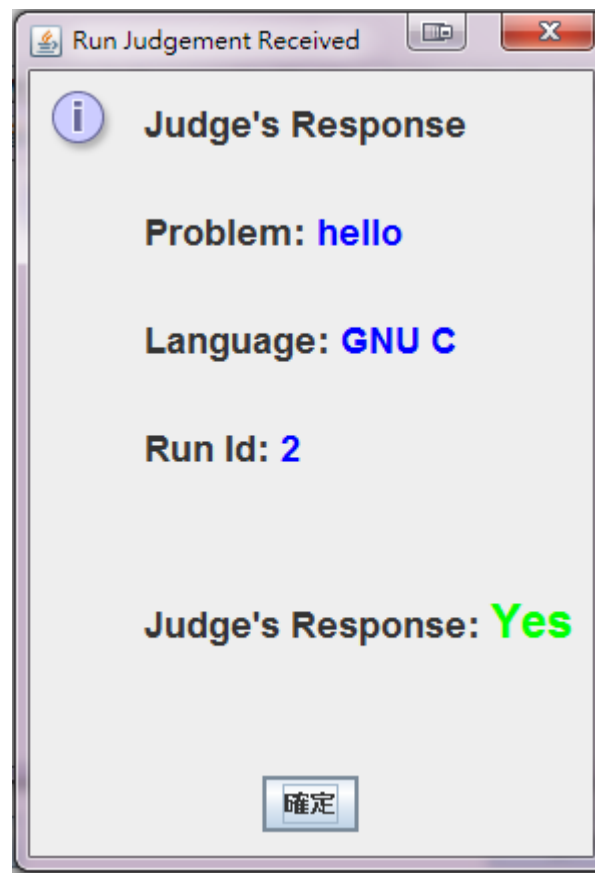 Run Judgement Received
Judge's Response
Problem: hello
Language: GNU C
Run Id: 2
Judge's Response: Yes
確定